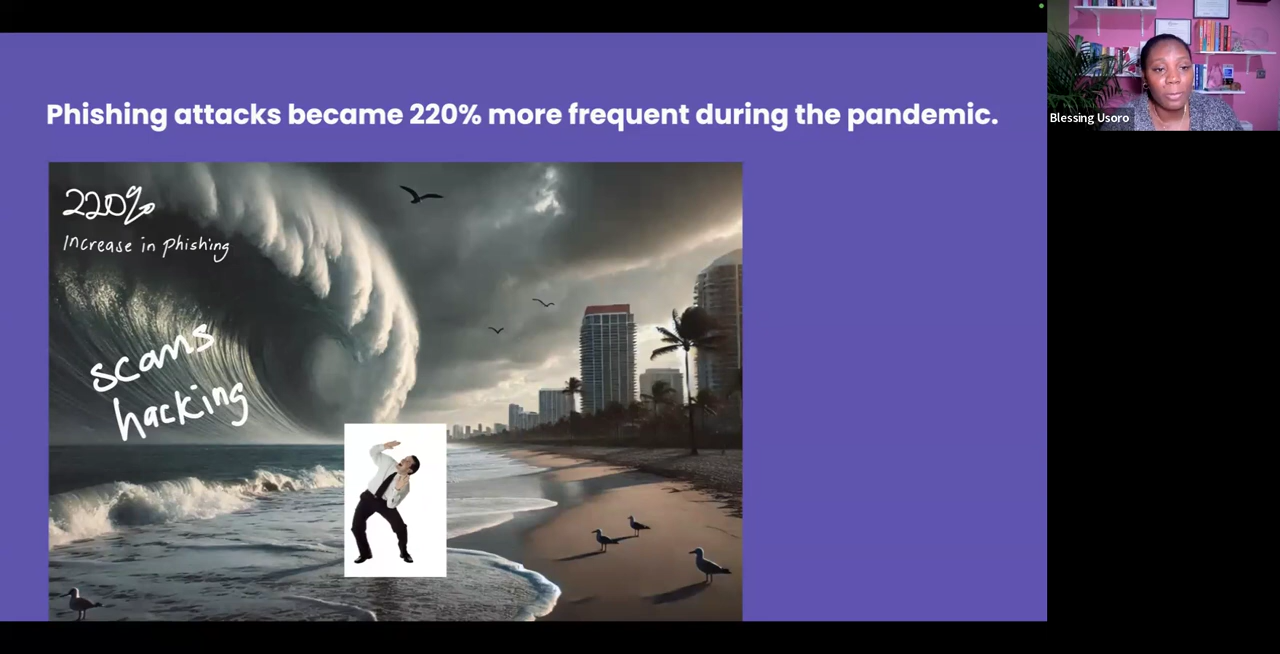 Phishing attacks became 220% more frequent during the pandemic.
220%
Increase in Phishing
scams
hacking
Blessing Usoro